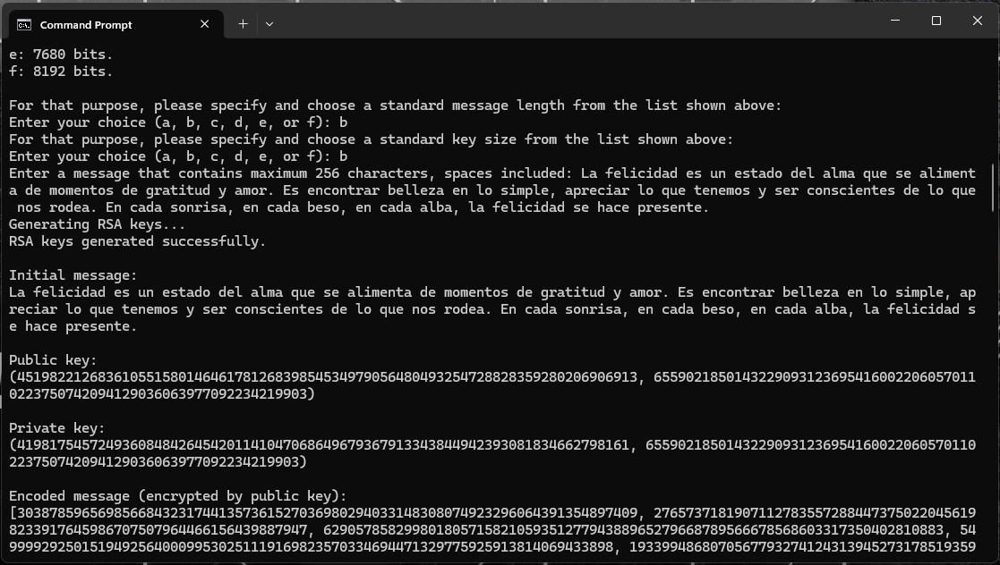 Command Prompt
e: 7680 bits.
f: 8192 bits.
For that purpose, please specify and choose a standard message length from the list shown above:
Enter your choice (a, b, c, d, e, or f): b
For that purpose, please specify and choose a standard key size from the list shown above:
Enter your choice (a, b, c, d, e, or f): b
Enter a message that contains maximum 256 characters, spaces included: La felicidad es un estado del alma que se aliment
a de momentos de gratitud y amor. Es encontrar belleza en lo simple, apreciar lo que tenemos y ser conscientes de lo que
nos rodea. En cada sonrisa, en cada beso, en cada alba, la felicidad se hace presente.
Generating RSA keys...
RSA keys generated successfully.
Initial message:
La felicidad es un estado del alma que se alimenta de momentos de gratitud y amor. Es encontrar belleza en lo simple, ap
reciar lo que tenemos y ser conscientes de lo que nos rodea. En cada sonrisa, en cada beso, en cada alba, la felicidad s
e hace presente.
Public key:
(45198221268361055158014646178126839854534979056480493254728828359280206906913, 6559021850143229093123695416002206057011
022375074209412903606397709223421990​3)
Private key:
(41981754572493608484264542011410470686496793679133438449423930818346627981​61, 65590218501432290931236954160022060570110
2237507420941290360639770922342199​03)
Encoded message (encrypted by public key):
[30387859656985668432317441357361527036980294033148308074923296064391354897409, 2765737181907112783557288447375022045619
82339176459867075079644661564398879​47, 62905785829980180571582105935127794388965279668789566678568603317350402810883, 54
999929250151949256400099530251119169823570334694471329775925913814069433898, 1933994868070567793274124313945273178519359